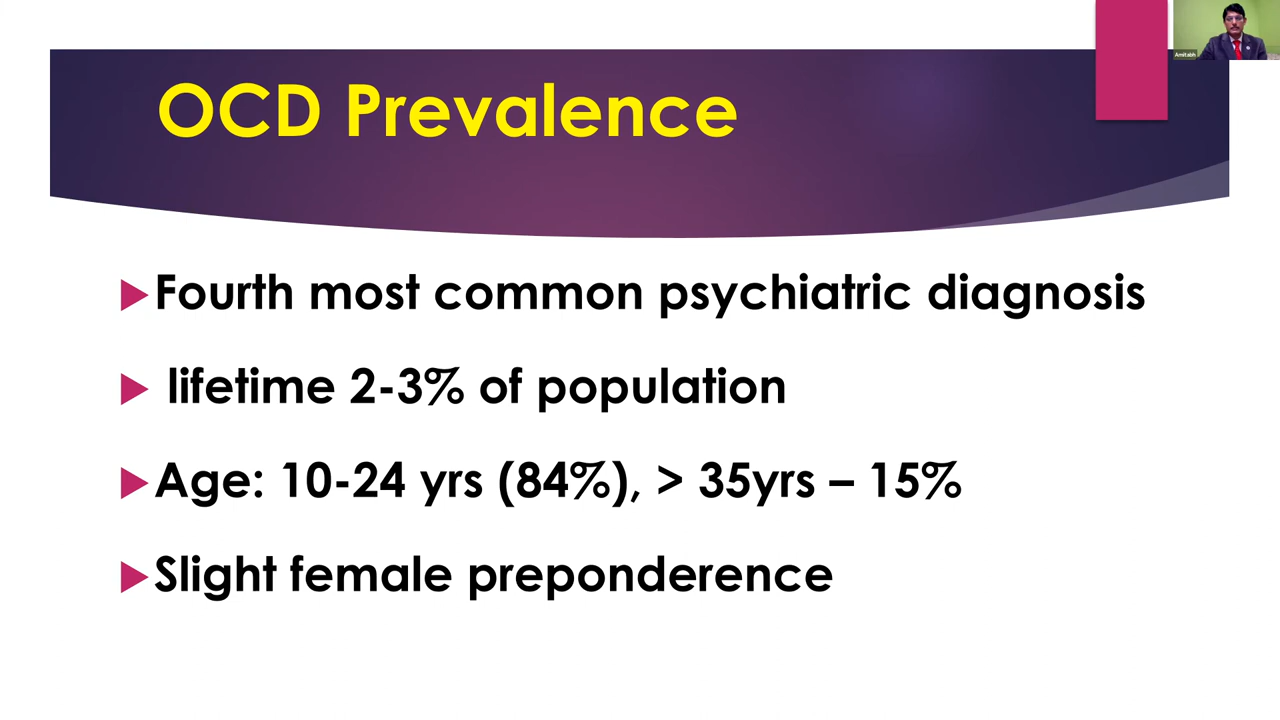 Amitabh
OCD Prevalence
Fourth most common psychiatric diagnosis
lifetime 2-3% of population
Age: 10-24 yrs (84%), > 35yrs – 15%
Slight female preponderence